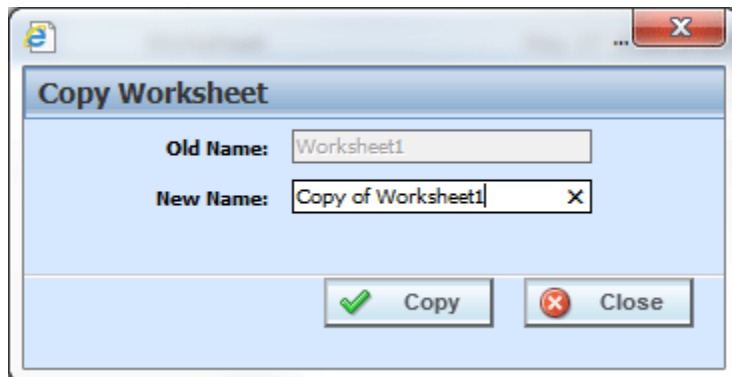 ...
Copy Worksheet
Old Name: Worksheet1
New Name: Copy of Worksheet1
Copy Close